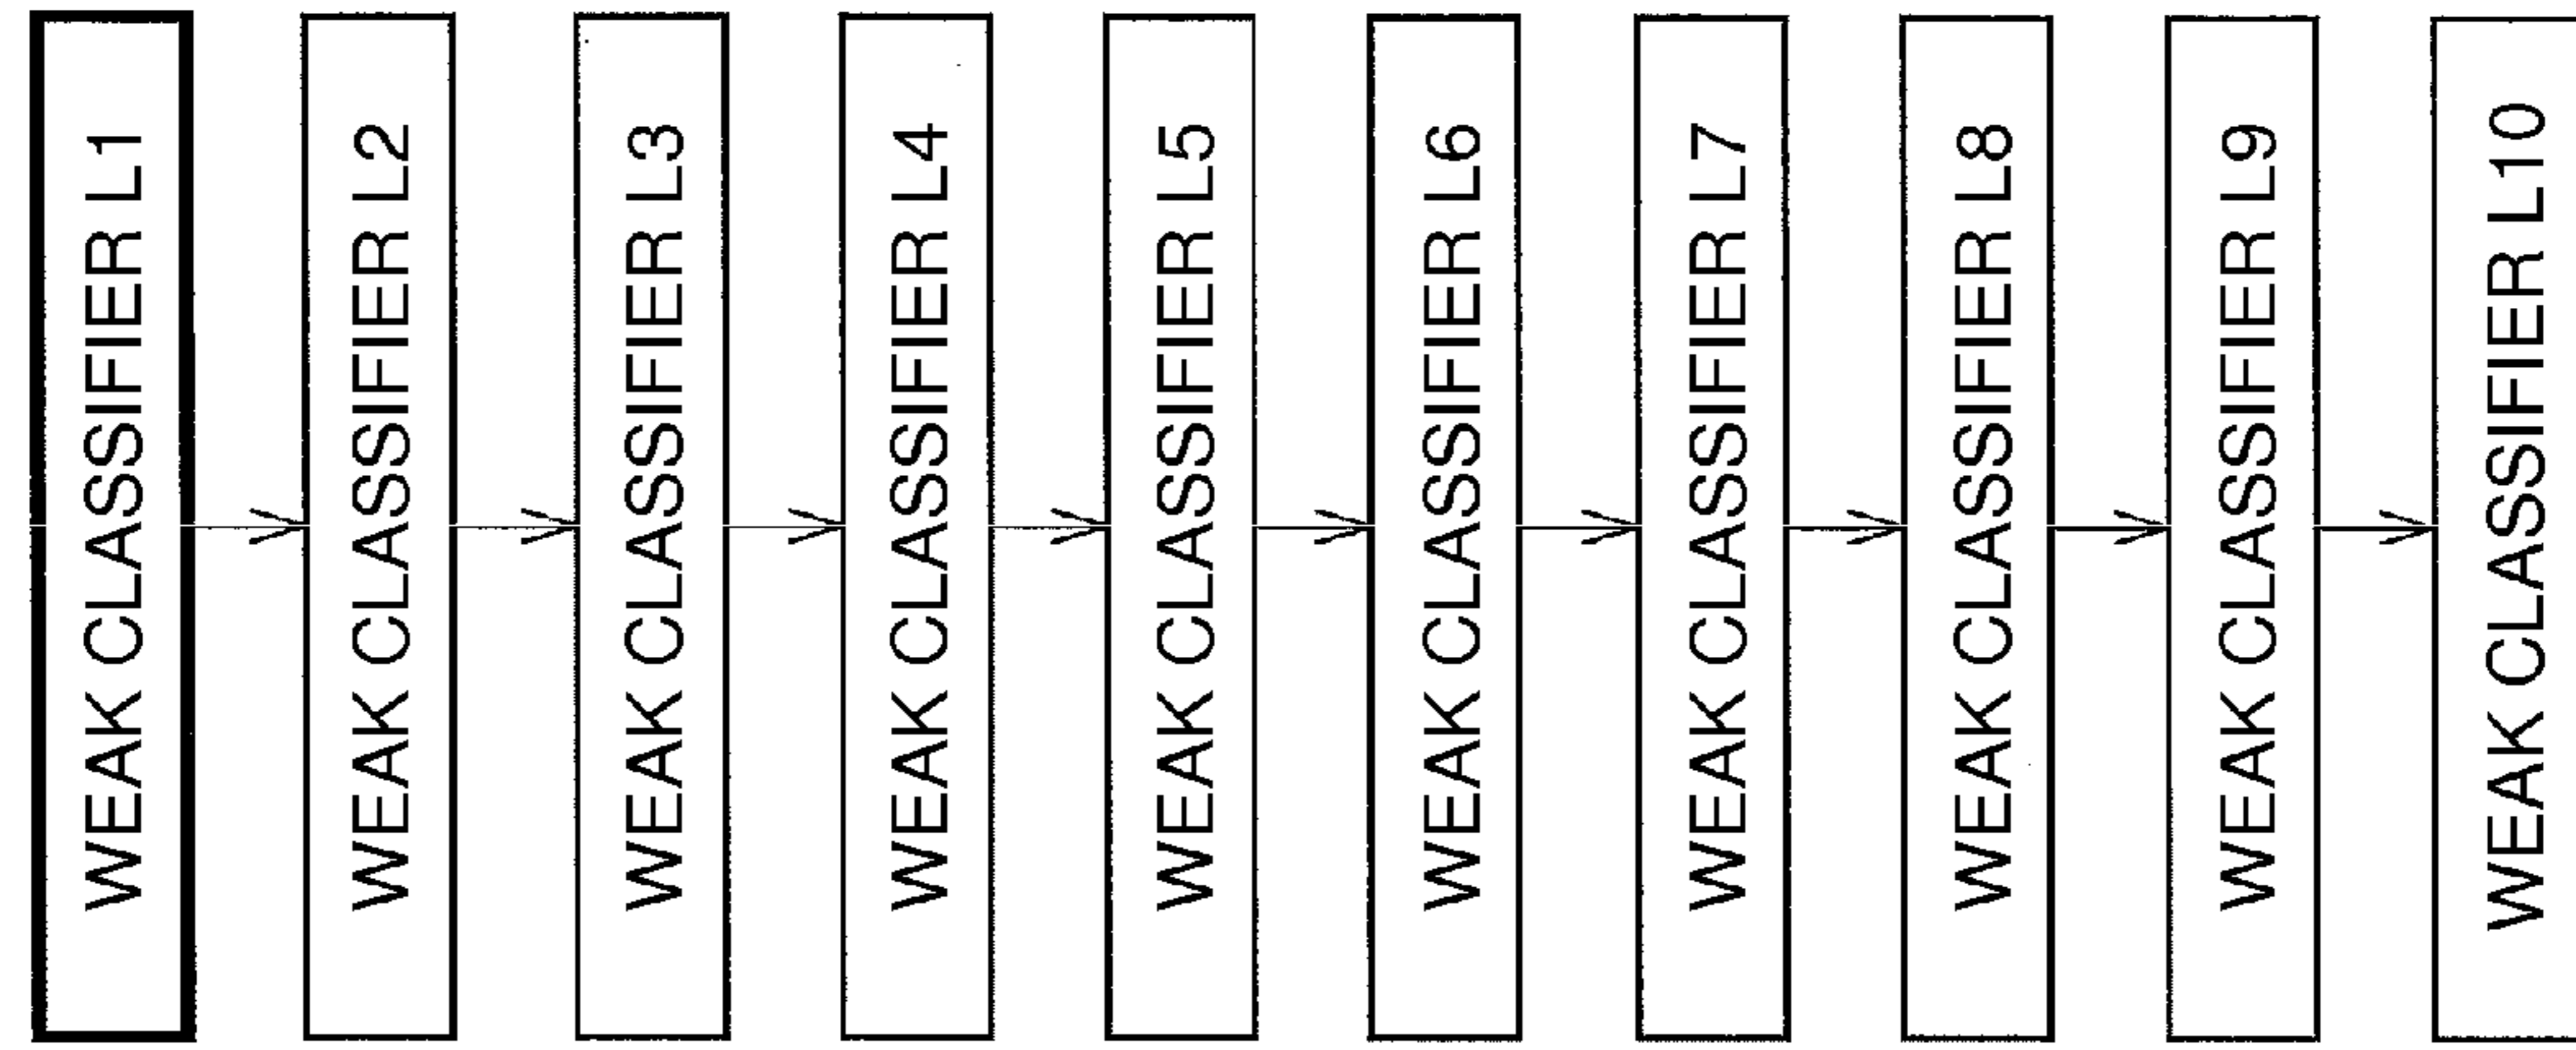 WEAK CLASSIFIER L1
WEAK CLASSIFIER L2
WEAK CLASSIFIER L3
WEAK CLASSIFIER L4
WEAK CLASSIFIER L5
WEAK CLASSIFIER L6
WEAK CLASSIFIER L7
WEAK CLASSIFIER L8
WEAK CLASSIFIER L9
WEAK CLASSIFIER L10